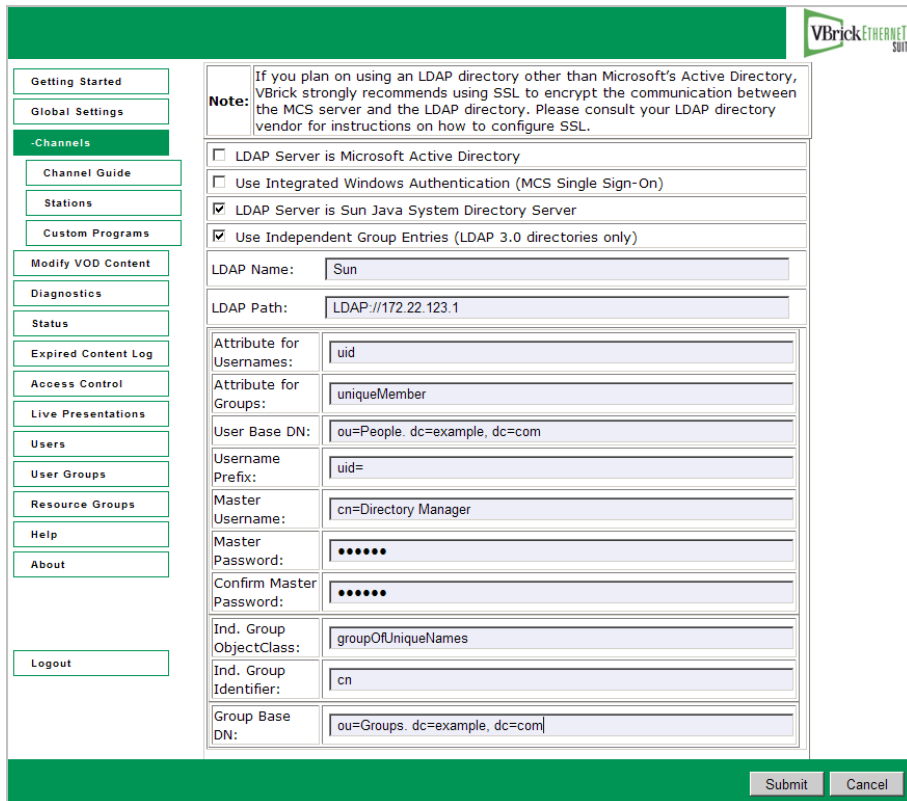 VBrick ETHERNET
SUIT
Getting Started
Global Settings
-Channels
Channel Guide
Stations
Custom Programs
Modify VOD Content
Diagnostics
Status
Expired Content Log
Access Control
Live Presentations
Users
User Groups
Resource Groups
Help
About
Logout
Note:
If you plan on using an LDAP directory other than Microsoft's Active Directory,
VBrick strongly recommends using SSL to encrypt the communication between
the MCS server and the LDAP directory. Please consult your LDAP directory
vendor for instructions on how to configure SSL.
LDAP Server is Microsoft Active Directory
Use Integrated Windows Authentication (MCS Single Sign-On)
LDAP Server is Sun Java System Directory Server
Use Independent Group Entries (LDAP 3.0 directories only)
LDAP Name: Sun
LDAP Path: LDAP://172.22.123.1
Attribute for
Usernames: uid
Attribute for
Groups: uniqueMember
User Base DN: ou=People. dc=example, dc=com
Username
Prefix: uid=
Master
Username: cn=Directory Manager
Master
Password: ●●●●●●
Confirm Master
Password: ●●●●●●
Ind. Group
ObjectClass: groupOfUniqueNames
Ind. Group
Identifier: cn
Group Base
DN: ou=Groups. dc=example, dc=com
Submit Cancel